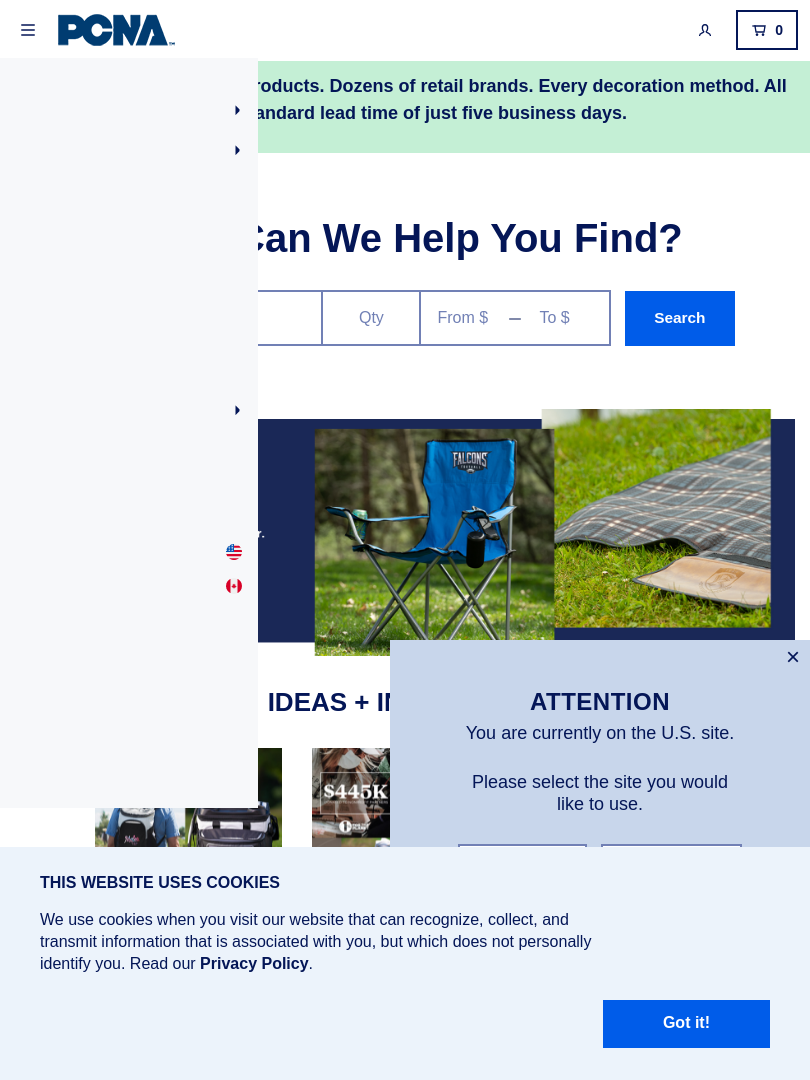 PCNA
0
roducts. Dozens of retail brands. Every decoration method. All
andard lead time of just five business days.
Can We Help You Find?
Qty
From $
To $
Search
FALCONS
r.
IDEAS + IN
$445K
ATTENTION
You are currently on the U.S. site.
Please select the site you would
like to use.
THIS WEBSITE USES COOKIES
We use cookies when you visit our website that can recognize, collect, and
transmit information that is associated with you, but which does not personally
identify you. Read our Privacy Policy.
Got it!